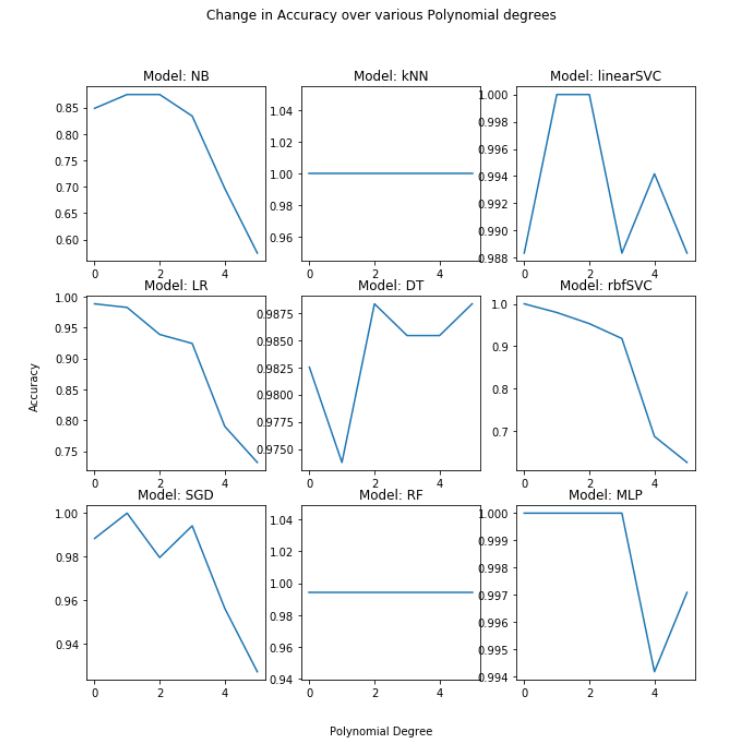 Change in Accuracy over various Polynomial degrees
Model: NB
0.85
0.80
0.75
0.70
0.65
0.60
0 2 4
Model: kNN
1.04
1.02
1.00
0.98
0.96
0 2 4
Model: linearSVC
1.000
0.998
0.996
0.994
0.992
0.990
0.988
0 2 4
Accuracy
Model: LR
1.00
0.95
0.90
0.85
0.80
0.75
0 2 4
Model: DT
0.9875
0.9850
0.9825
0.9800
0.9775
0.9750
0 2 4
Model: rbfSVC
1.0
0.9
0.8
0.7
0 2 4
Model: SGD
1.00
0.98
0.96
0.94
0 2 4
Model: RF
1.04
1.02
1.00
0.98
0.96
0.94
0 2 4
Model: MLP
1.000
0.999
0.998
0.997
0.996
0.995
0.994
0 2 4
Polynomial Degree